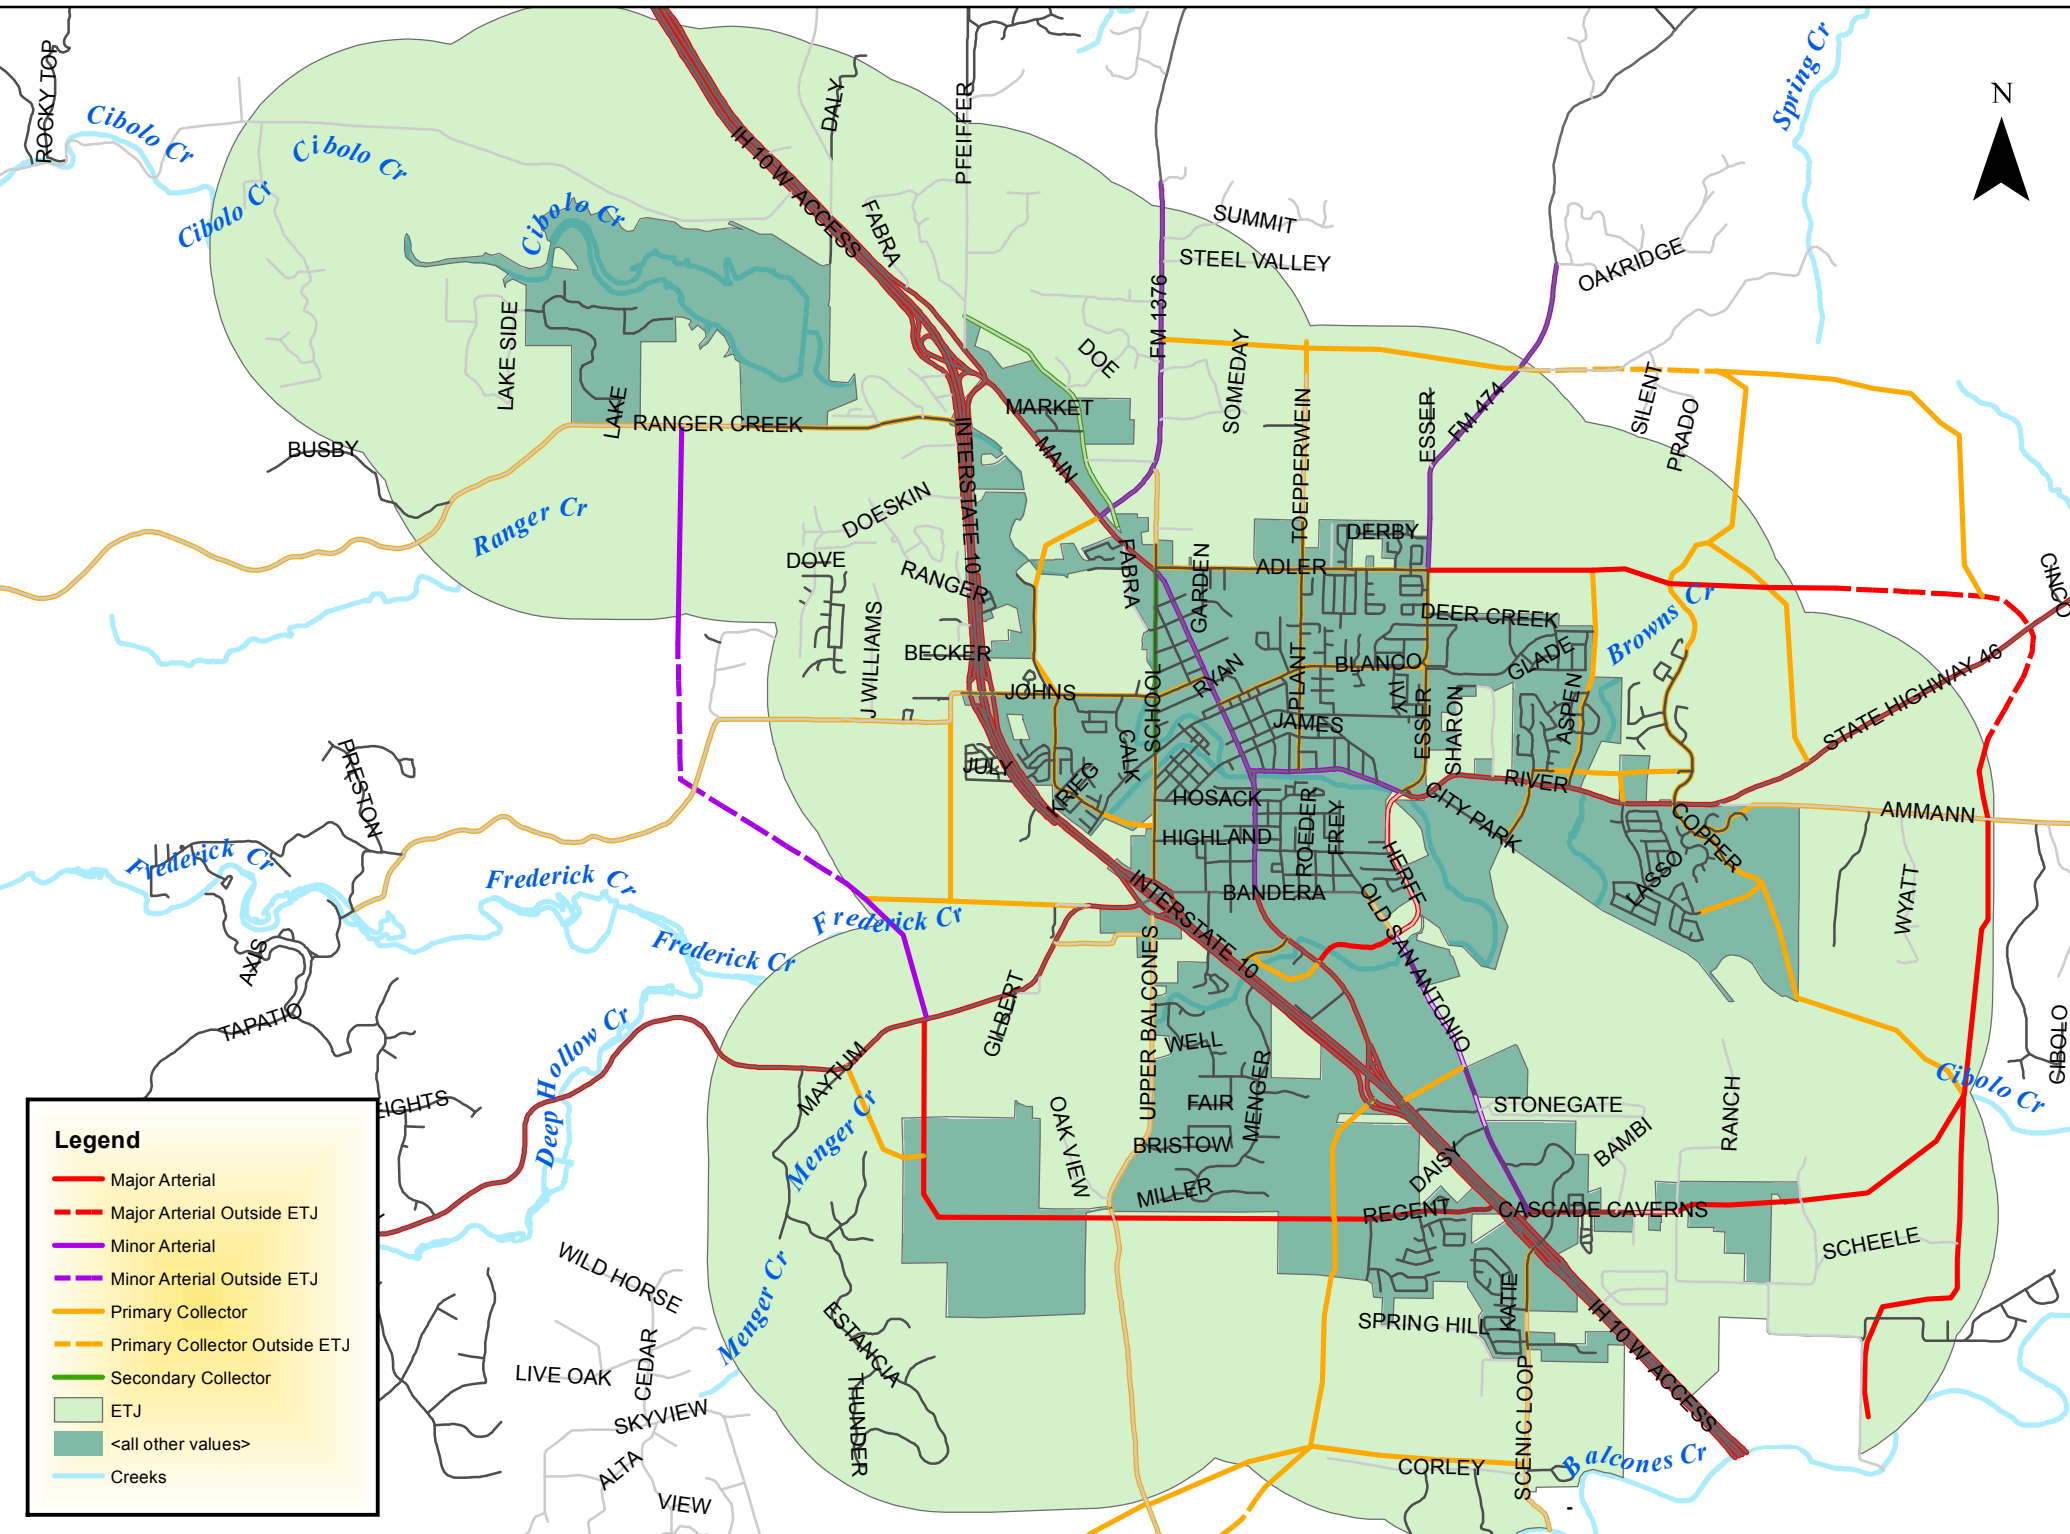 ROCKY TOP
Cibolo Cr
Cibolo Cr
Cibolo Cr
Cibolo Cr
IH 10 W ACCESS
DALY
FABRA
PFEIFFER
SUMMIT
STEEL VALLEY
FM 1376
OAKRIDGE
Spring Cr
N
LAKE SIDE
LAKE
RANGER CREEK
BUSBY
Ranger Cr
DOE
MARKET
MAIN
SOMEDAY
TOEPPERWEIN
ESSER
FM 474
SILENT
PRADO
INTERSTATE 10
DOESKIN
DOVE
RANGER
J WILLIAMS
BECKER
FABRA
GARDEN
ADLER
DERBY
DEER CREEK
Browns Cr
CINCO
STATE HIGHWAY 46
JOHNS
SCHOOL
RYAN
PLANT
BLANCO
IVY
GLADE
ASPEN
JAMES
ESSER
SHARON
JULY
KRIEG
CALK
HOSACK
HIGHLAND
ROEDER
FREY
RIVER
CITY PARK
COPPER
LASSO
AMMANN
WYATT
PRESTON
Frederick Cr
Frederick Cr
Frederick Cr
Frederick Cr
AXIS
TAPATIO
BANDERA
HERFF
OLD SAN ANTONIO
INTERSTATE 10
UPPER BALCONES
GILBERT
MAYTUM
Deep Hollow Cr
EIGHTS
Menger Cr
Menger Cr
WELL
FAIR
MENGER
BRISTOW
MILLER
OAK VIEW
STONEGATE
BAMBI
RANCH
DAISY
REGENT
CASCADE CAVERNS
SCHEELE
CIBOLO
Cibolo Cr
WILD HORSE
LIVE OAK
CEDAR
SKYVIEW
ALTA
VIEW
ESTANCIA
THUNDER
SPRING HILL
KATIE
SCENIC LOOP
IH 10 W ACCESS
CORLEY
Balcones Cr
Legend
Major Arterial
Major Arterial Outside ETJ
Minor Arterial
Minor Arterial Outside ETJ
Primary Collector
Primary Collector Outside ETJ
Secondary Collector
ETJ
<all other values>
Creeks